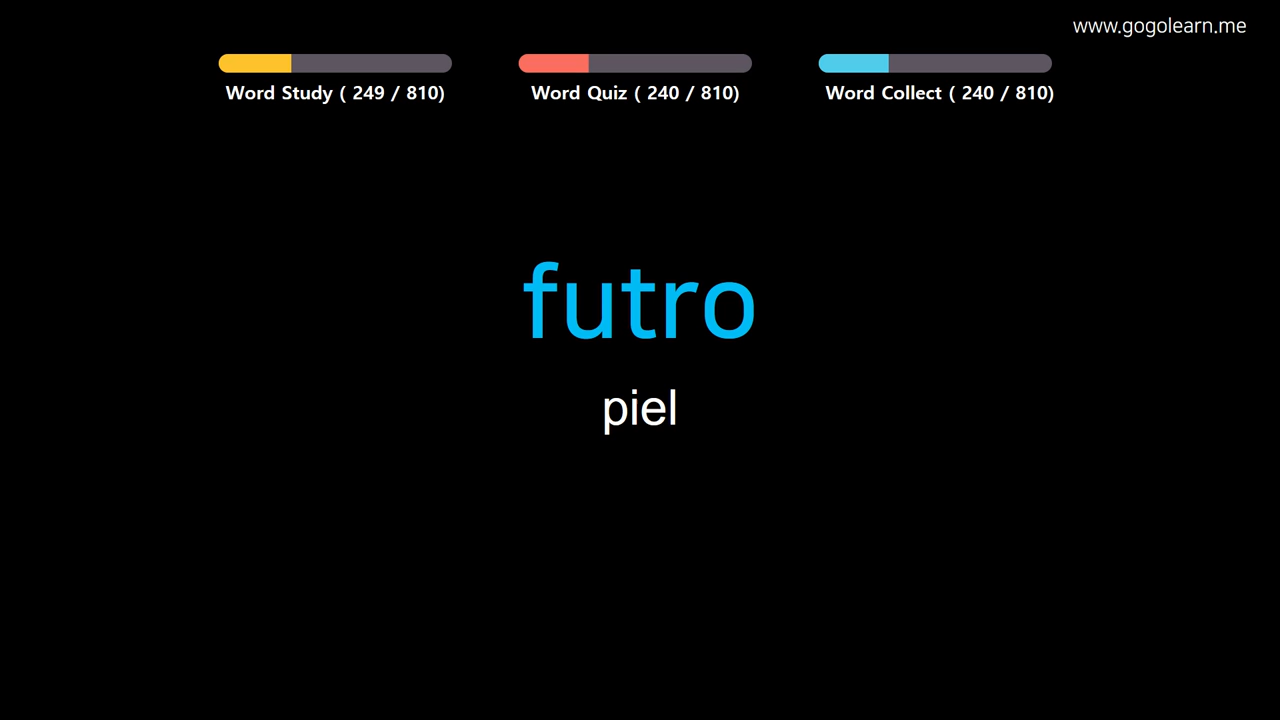 www.gogolearn.me
Word Study ( 249 / 810)
Word Quiz ( 240 / 810)
Word Collect ( 240 / 810)
futro
piel